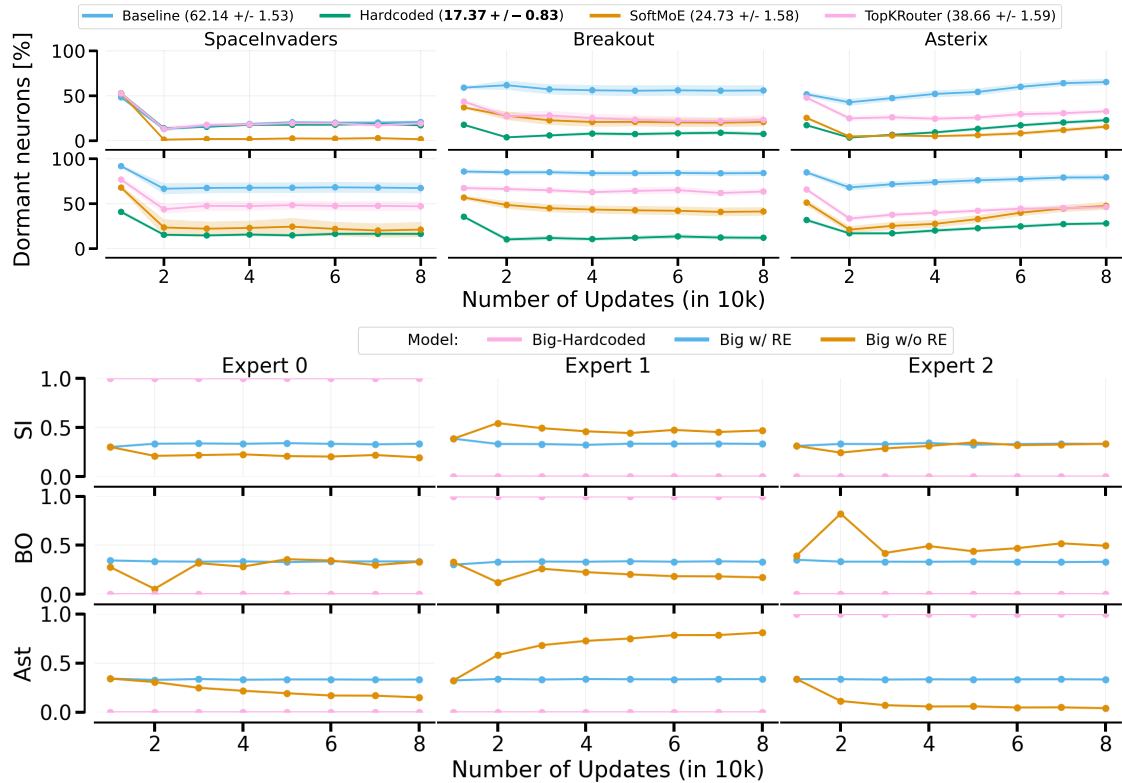 Baseline (62.14 +/- 1.53) Hardcoded (17.37 + / − 0.83) SoftMoE (24.73 +/- 1.58) TopKRouter (38.66 +/- 1.59)
SpaceInvaders Breakout Asterix
Dormant neurons [%]
100
50
0
100
50
0
2 4 6 8 2 4 6 8 2 4 6 8
Number of Updates (in 10k)
Model: Big-Hardcoded Big w/ RE Big w/o RE
Expert 0 Expert 1 Expert 2
SI
1.0
0.5
0.0
BO
1.0
0.5
0.0
Ast
1.0
0.5
0.0
2 4 6 8 2 4 6 8 2 4 6 8
Number of Updates (in 10k)